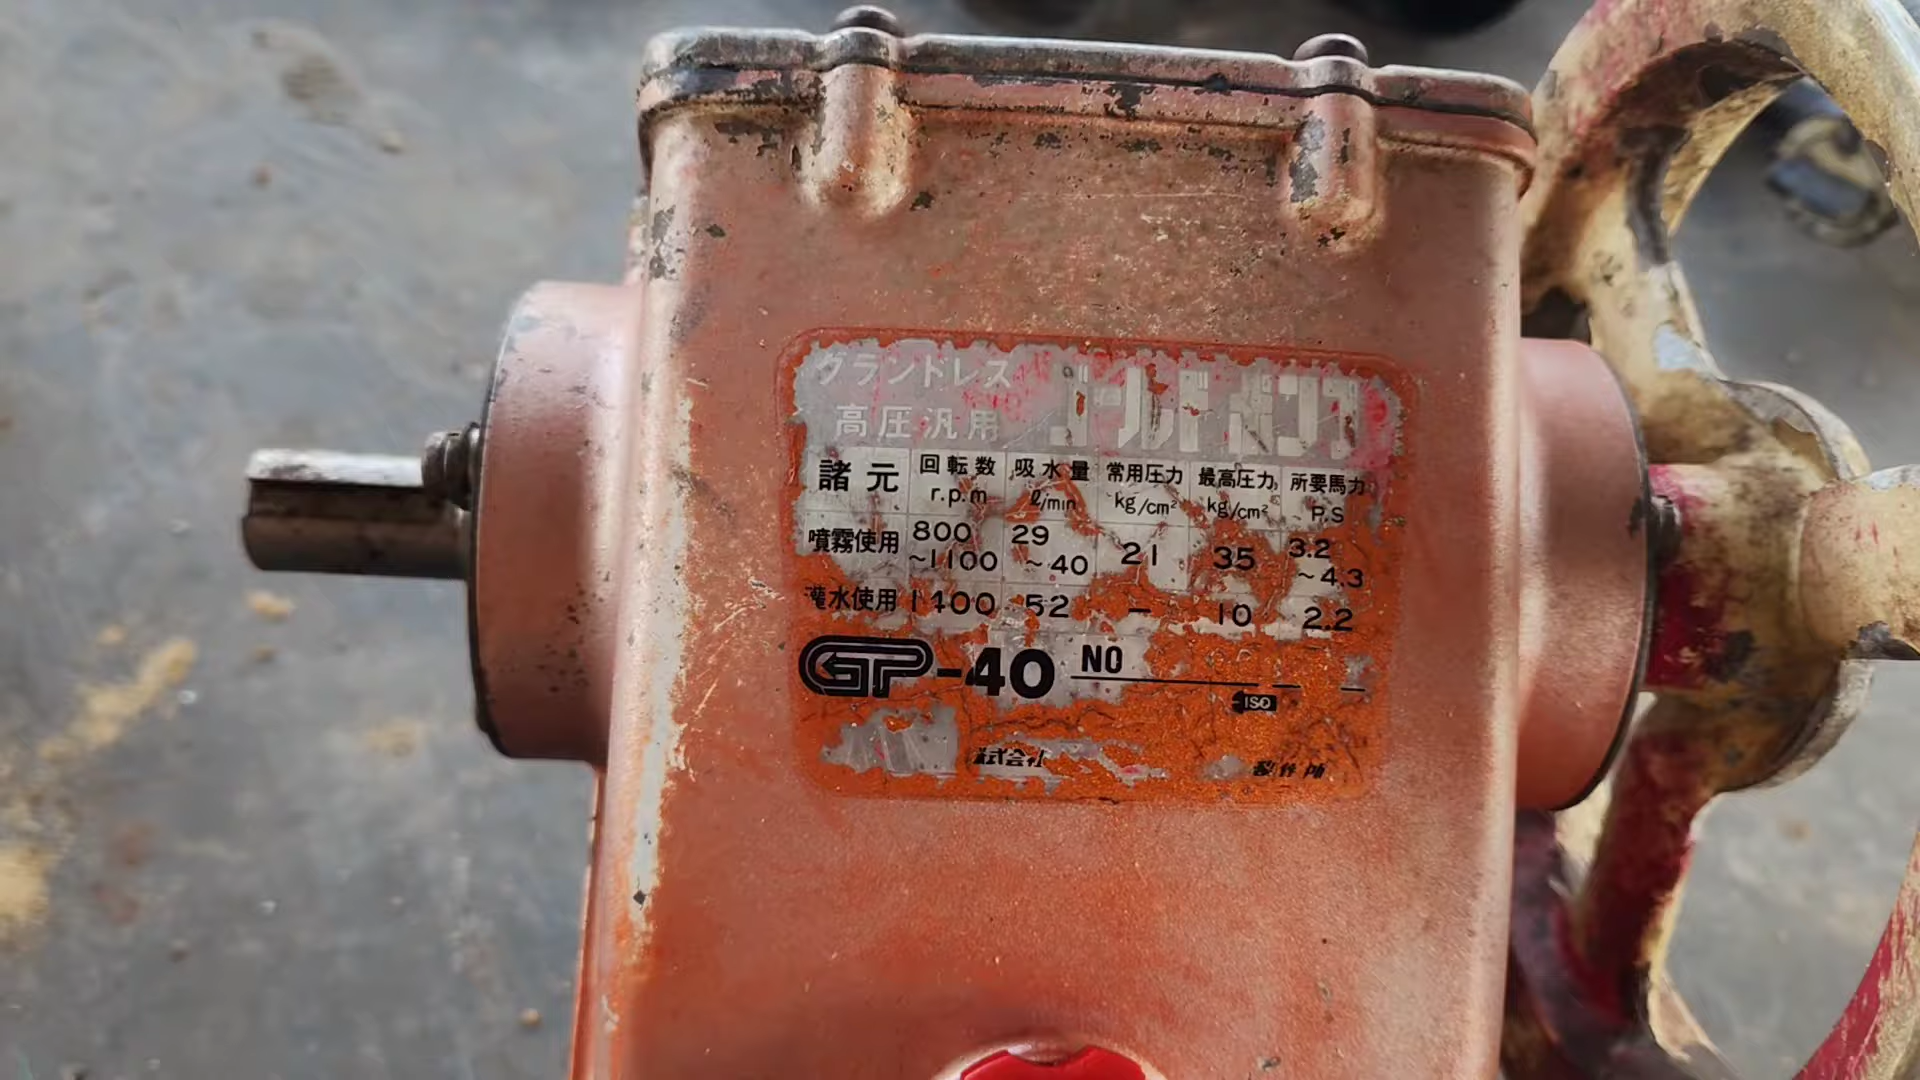 グランドレス ゴールドポンプ
高圧汎用
諸元 回転数 吸水量 常用圧力 最高圧力 所要馬力
r.p.m ℓ/min kg/cm² kg/cm² P.S
噴霧使用 800~1100 29~40 21 35 3.2~4.3
灌水使用 1400 52 - 10 2.2
GP-40 NO
ISO
株式会社 製作所